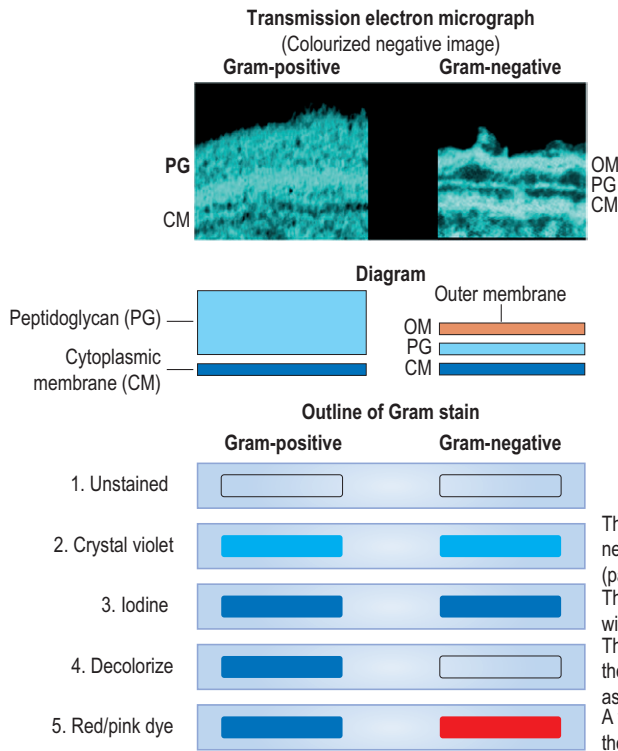 Transmission electron micrograph
(Colourized negative image)
Gram-positive Gram-negative
PG
CM
OM
PG
CM
Diagram
Peptidoglycan (PG)
Cytoplasmic
membrane (CM)
Outer membrane
OM
PG
CM
Outline of Gram stain
Gram-positive Gram-negative
1. Unstained
2. Crystal violet
3. Iodine
4. Decolorize
5. Red/pink dye
as
A